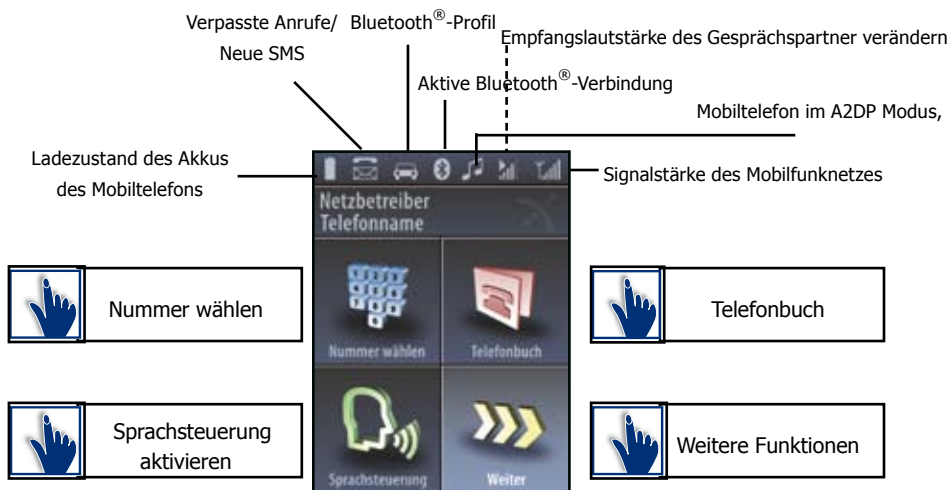 Verpasste Anrufe/
Neue SMS
Bluetooth®-Profil
Empfangslautstärke des Gesprächspartner verändern
Aktive Bluetooth®-Verbindung
Mobiltelefon im A2DP Modus,
Ladezustand des Akkus
des Mobiltelefons
Signalstärke des Mobilfunknetzes
Netzbetreiber
Telefonname
Nummer wählen
Telefonbuch
Nummer wählen
Telefonbuch
Sprachsteuerung
aktivieren
Weitere Funktionen
Sprachsteuerung
Weiter